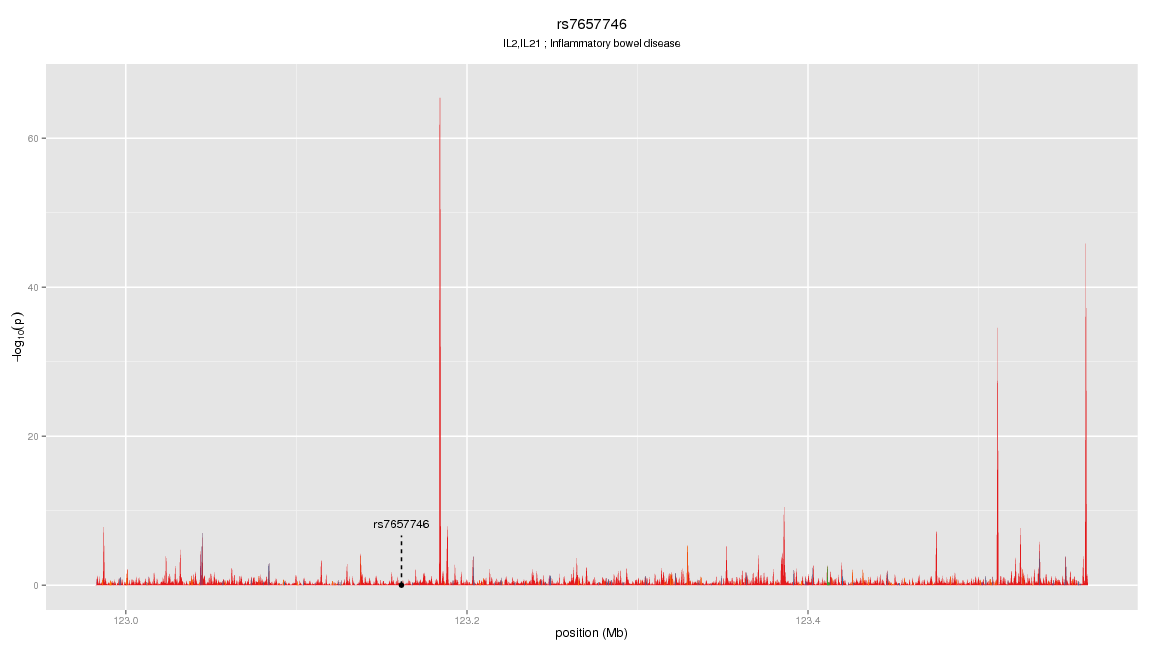 rs7657746
IL2,IL21 ; Inflammatory bowel disease
60
40
20
0
−log10(p)
rs7657746
123.0
123.2
123.4
position (Mb)